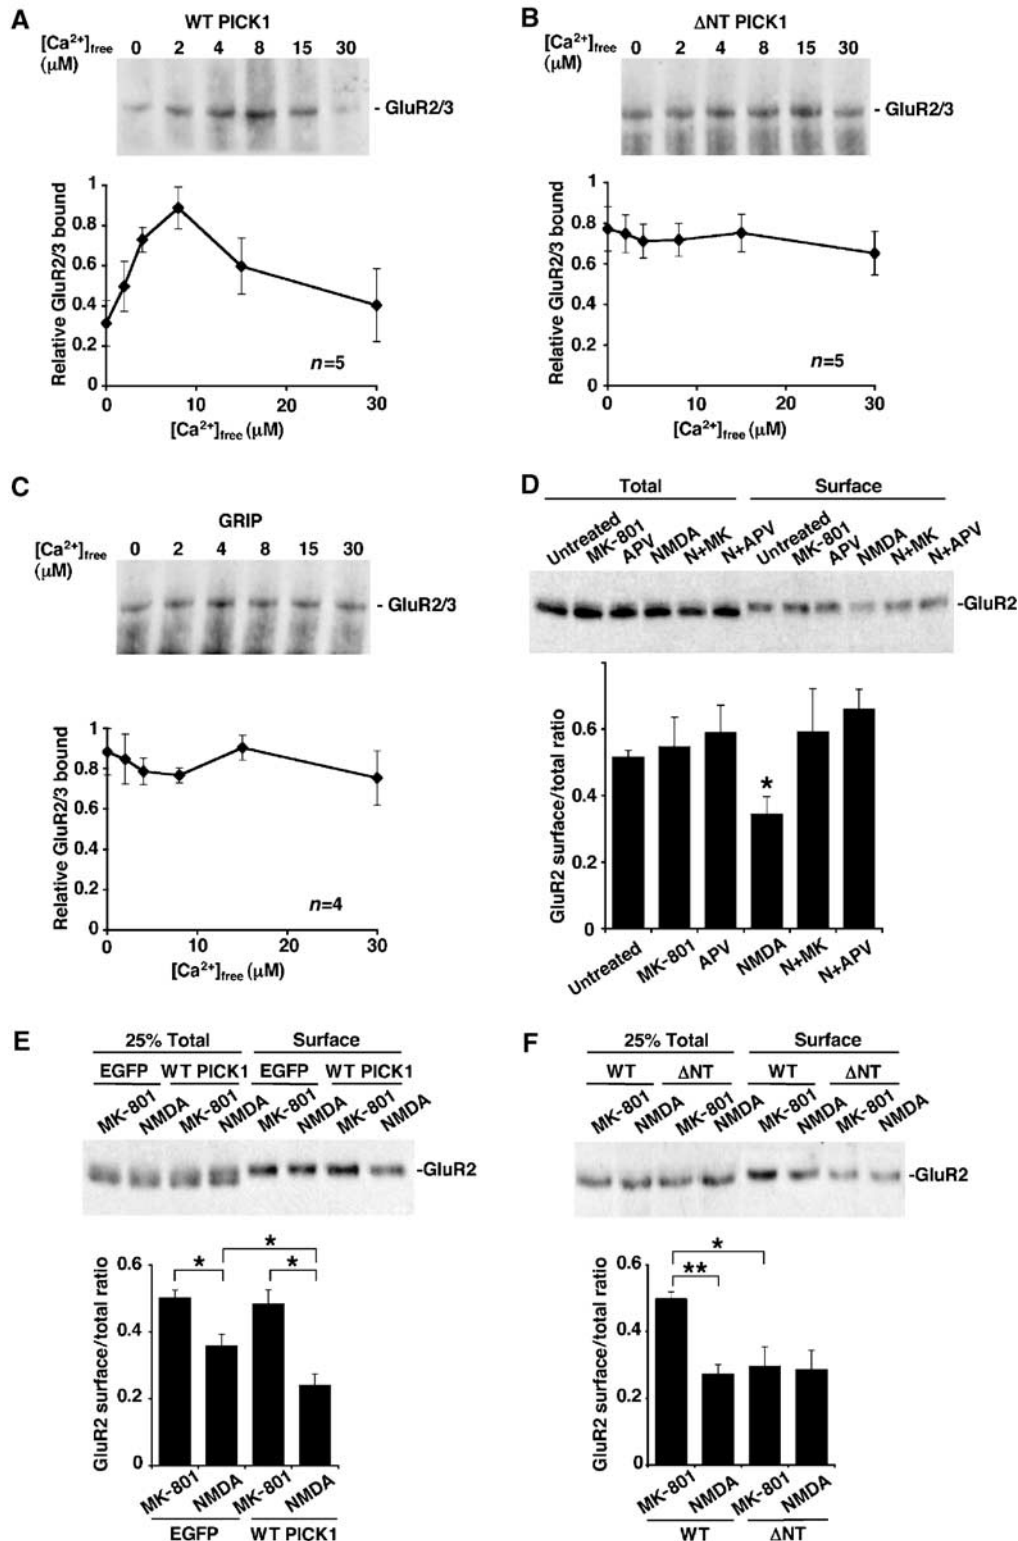 A
WT PICK1
[Ca²⁺]free (μM)
0 2 4 8 15 30
- GluR2/3
Relative GluR2/3 bound
1
0.8
0.6
0.4
0.2
0
n=5
10 20 30
[Ca²⁺]free (μM)
B
ΔNT PICK1
[Ca²⁺]free (μM)
0 2 4 8 15 30
- GluR2/3
Relative GluR2/3 bound
1
0.8
0.6
0.4
0.2
0
n=5
0 10 20 30
[Ca²⁺]free (μM)
C
GRIP
[Ca²⁺]free (μM)
0 2 4 8 15 30
- GluR2/3
Relative GluR2/3 bound
1
0.8
0.6
0.4
0.2
0
n=4
0 10 20 30
[Ca²⁺]free (μM)
D
Total Surface
Untreated MK-801 APV NMDA N+MK N+APV Untreated MK-801 APV NMDA N+MK N+APV
-GluR2
GluR2 surface/total ratio
0.6
0.4
0.2
0
*
Untreated MK-801 APV NMDA N+MK N+APV
E
25% Total Surface
EGFP WT PICK1 EGFP WT PICK1
MK-801 NMDA MK-801 NMDA MK-801 NMDA MK-801 NMDA
-GluR2
GluR2 surface/total ratio
0.6
0.4
0.2
0
* * *
MK-801 NMDA MK-801 NMDA
EGFP WT PICK1
F
25% Total Surface
WT ΔNT WT ΔNT
MK-801 NMDA MK-801 NMDA MK-801 NMDA MK-801 NMDA
-GluR2
GluR2 surface/total ratio
0.6
0.4
0.2
0
*
**
MK-801 NMDA MK-801 NMDA
WT ΔNT